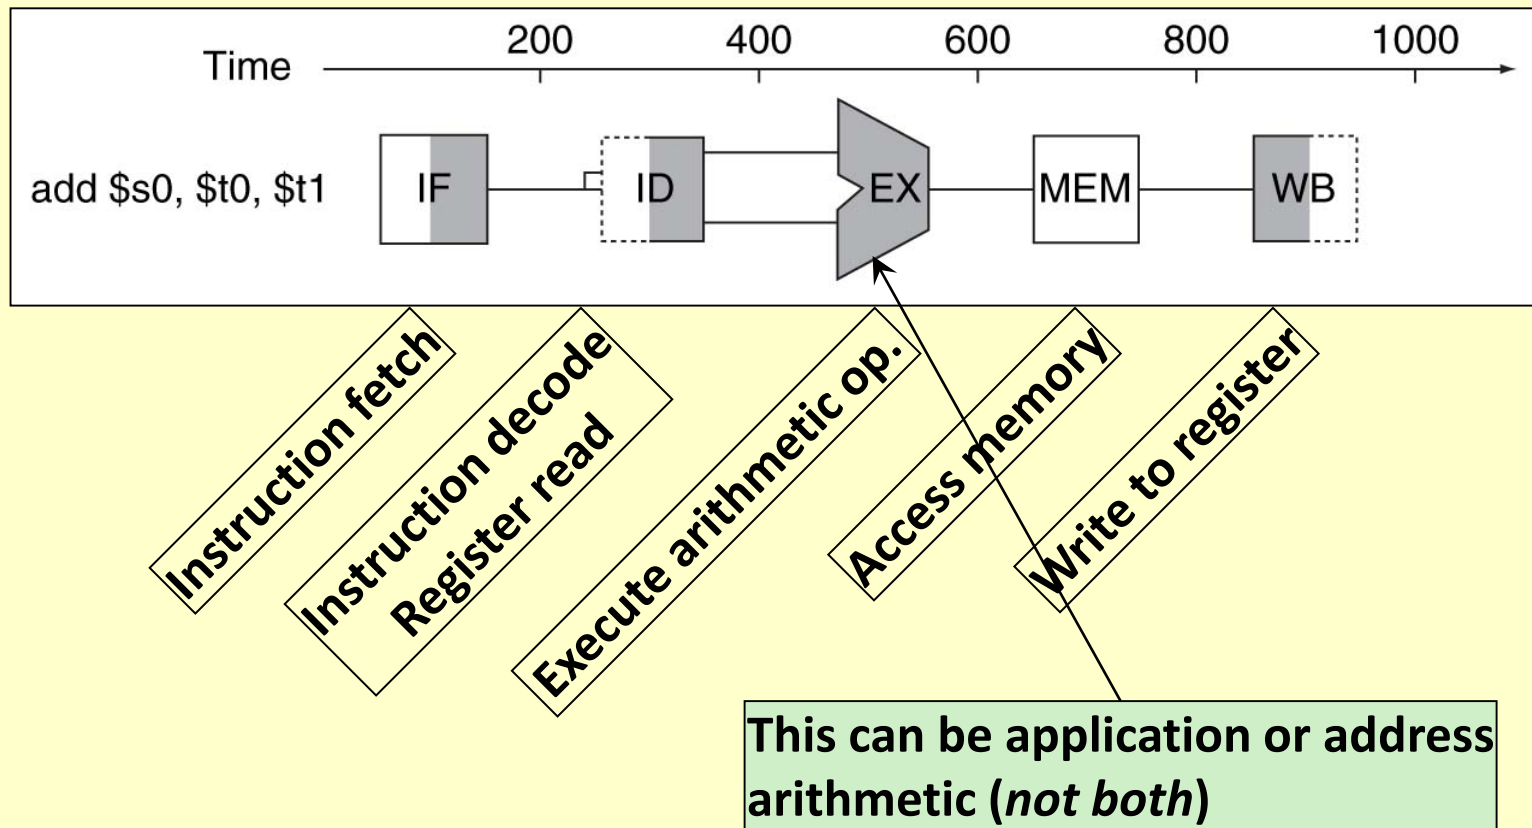 200 400 600 800 1000
Time
add $s0, $t0, $t1 IF ID EX MEM WB
Instruction fetch
Instruction decode
Register read
Execute arithmetic op.
Access memory
Write to register
This can be application or address
arithmetic (not both)